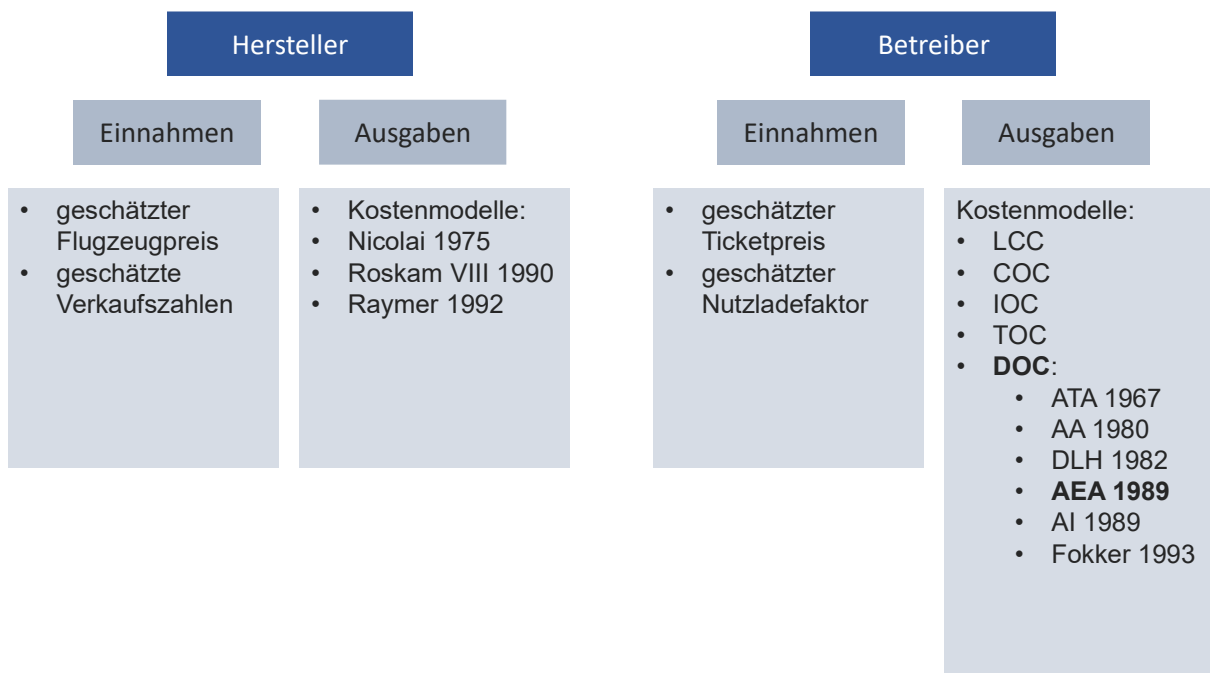 Hersteller
Einnahmen
Ausgaben
• geschätzter
Flugzeugpreis
• geschätzte
Verkaufszahlen
• Kostenmodelle:
• Nicolai 1975
• Roskam VIII 1990
• Raymer 1992
Betreiber
Einnahmen
Ausgaben
• geschätzter
Ticketpreis
• geschätzter
Nutzladefaktor
Kostenmodelle:
• LCC
• COC
• IOC
• TOC
• DOC:
• ATA 1967
• AA 1980
• DLH 1982
• AEA 1989
• AI 1989
• Fokker 1993